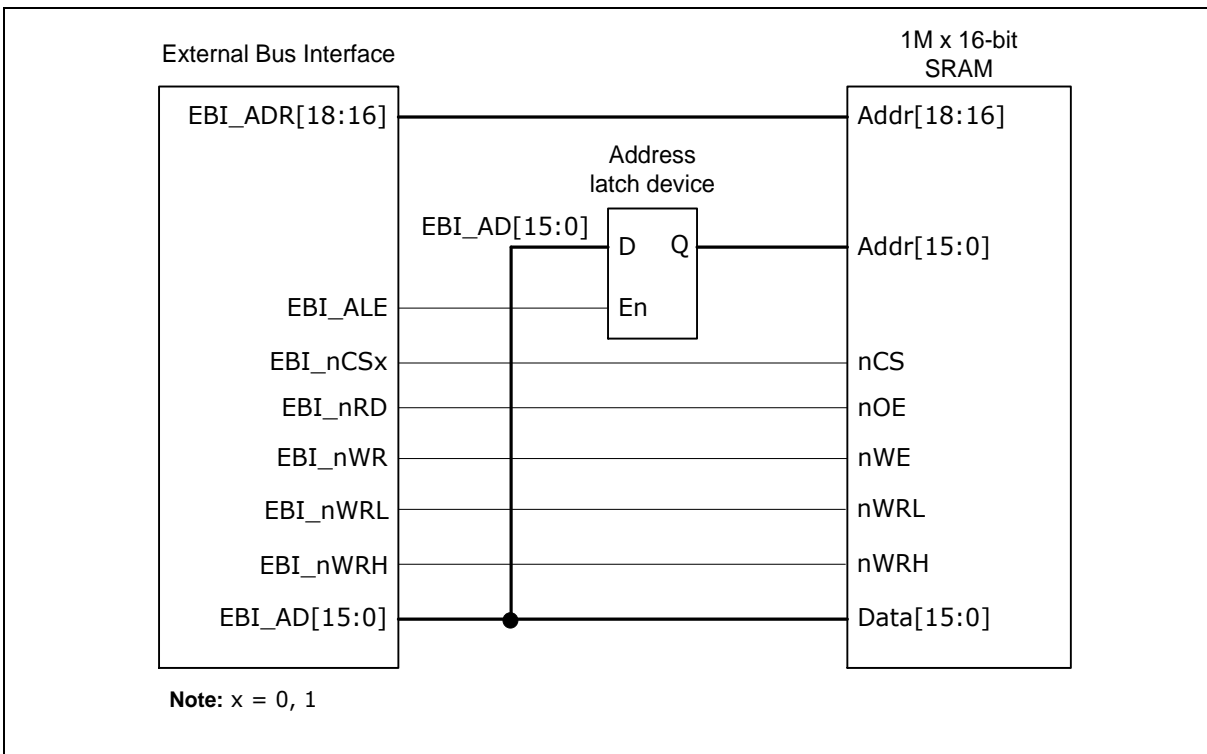 External Bus Interface
1M x 16-bit
SRAM
EBI_ADR[18:16]
Addr[18:16]
Address
latch device
EBI_AD[15:0]
D
Q
Addr[15:0]
EBI_ALE
En
EBI_nCSx
nCS
EBI_nRD
nOE
EBI_nWR
nWE
EBI_nWRL
nWRL
EBI_nWRH
nWRH
EBI_AD[15:0]
Data[15:0]
Note: x = 0, 1